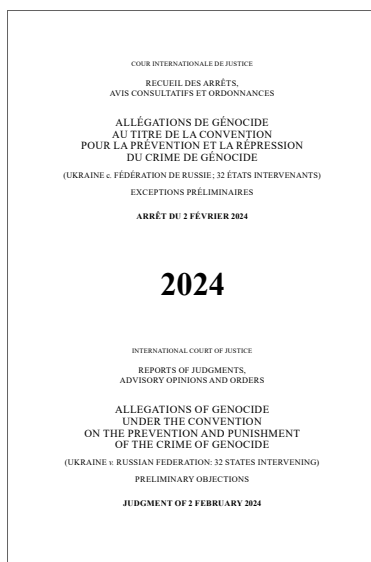 COUR INTERNATIONALE DE JUSTICE
RECUEIL DES ARRÊTS,
AVIS CONSULTATIFS ET ORDONNANCES
ALLÉGATIONS DE GÉNOCIDE
AU TITRE DE LA CONVENTION
POUR LA PRÉVENTION ET LA RÉPRESSION
DU CRIME DE GÉNOCIDE
(UKRAINE c. FÉDÉRATION DE RUSSIE ; 32 ÉTATS INTERVENANTS)
EXCEPTIONS PRÉLIMINAIRES
ARRÊT DU 2 FÉVRIER 2024
2024
INTERNATIONAL COURT OF JUSTICE
REPORTS OF JUDGMENTS,
ADVISORY OPINIONS AND ORDERS
ALLEGATIONS OF GENOCIDE
UNDER THE CONVENTION
ON THE PREVENTION AND PUNISHMENT
OF THE CRIME OF GENOCIDE
(UKRAINE v. RUSSIAN FEDERATION: 32 STATES INTERVENING)
PRELIMINARY OBJECTIONS
JUDGMENT OF 2 FEBRUARY 2024